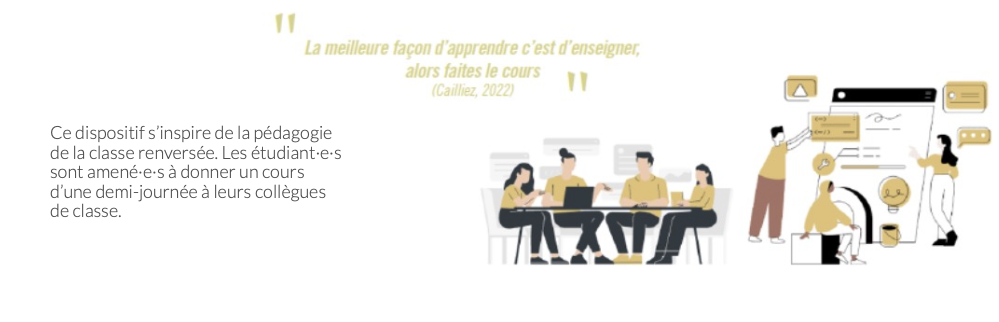 " La meilleure façon d'apprendre c'est d'enseigner,
alors faites le cours "
(Cailliez, 2022)
Ce dispositif s'inspire de la pédagogie
de la classe renversée. Les étudiant·e·s
sont amené·e·s à donner un cours
d'une demi-journée à leurs collègues
de classe.